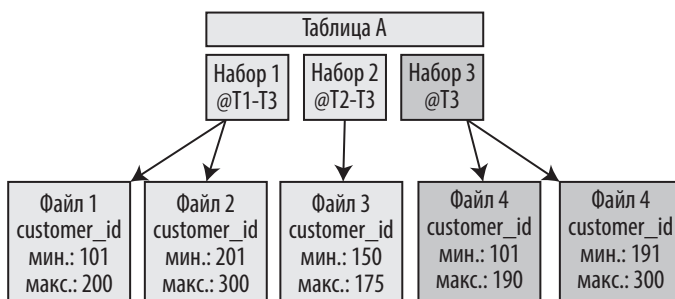 Таблица А
Набор 1
@T1-T3
Набор 2
@T2-T3
Набор 3
@T3
Файл 1
customer_id
мин.: 101
макс.: 200
Файл 2
customer_id
мин.: 201
макс.: 300
Файл 3
customer_id
мин.: 150
макс.: 175
Файл 4
customer_id
мин.: 101
макс.: 190
Файл 4
customer_id
мин.: 191
макс.: 300